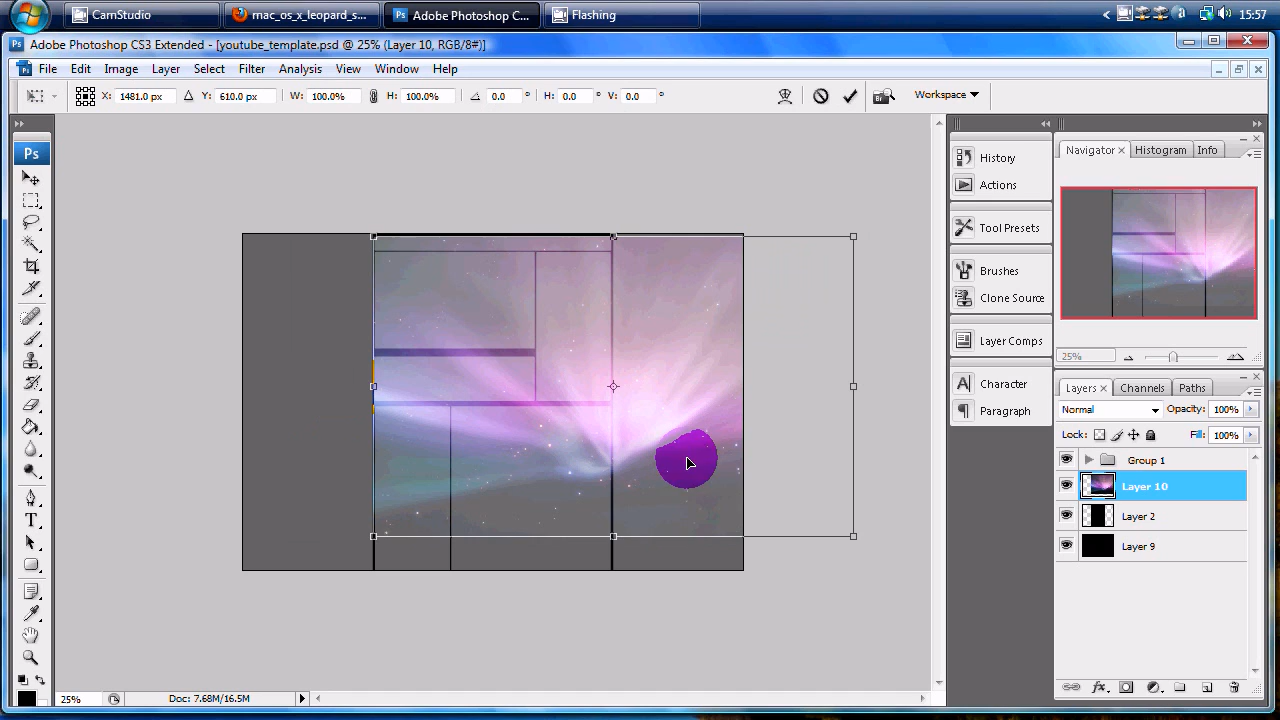 CamStudio
mac_os_x_leopard_s...
Adobe Photoshop C...
Flashing
15:57
Adobe Photoshop CS3 Extended - [youtube_template.psd @ 25% (Layer 10, RGB/8#)]
File Edit Image Layer Select Filter Analysis View Window Help
X: 1481.0 px Y: 610.0 px W: 100.0% H: 100.0% 0.0 ° H: 0.0 ° V: 0.0 ° Workspace
Ps
History
Actions
Tool Presets
Brushes
Clone Source
Layer Comps
Character
Paragraph
Navigator Histogram Info
25%
Layers Channels Paths
Normal Opacity: 100%
Lock: Fill: 100%
Group 1
Layer 10
Layer 2
Layer 9
25% Doc: 7.68M/16.5M